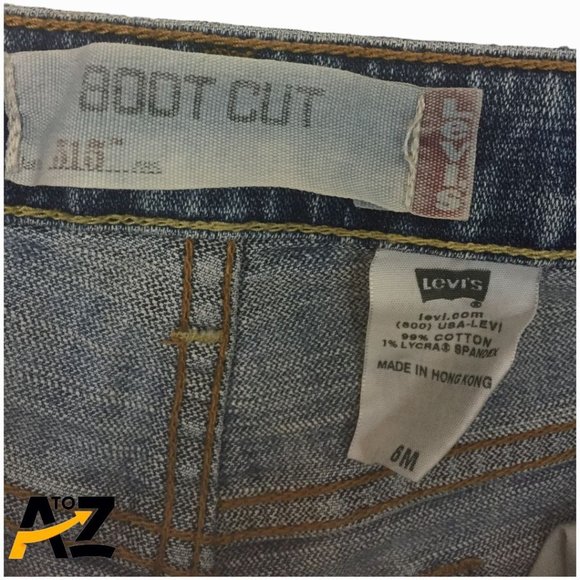 BOOT CUT
515™
LEVI'S
Levi's
®
levi.com
(800) USA-LEVI
99% COTTON
1% LYCRA® SPANDEX
MADE IN HONG KONG
6M
A TO Z